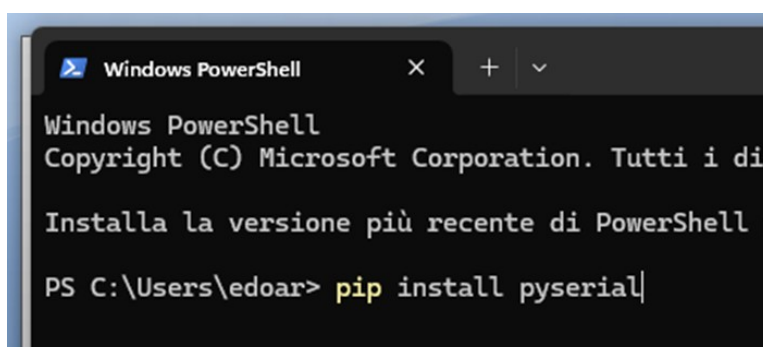 Windows PowerShell
Windows PowerShell
Copyright (C) Microsoft Corporation. Tutti i di
Installa la versione più recente di PowerShell
PS C:\Users\edoar> pip install pyserial